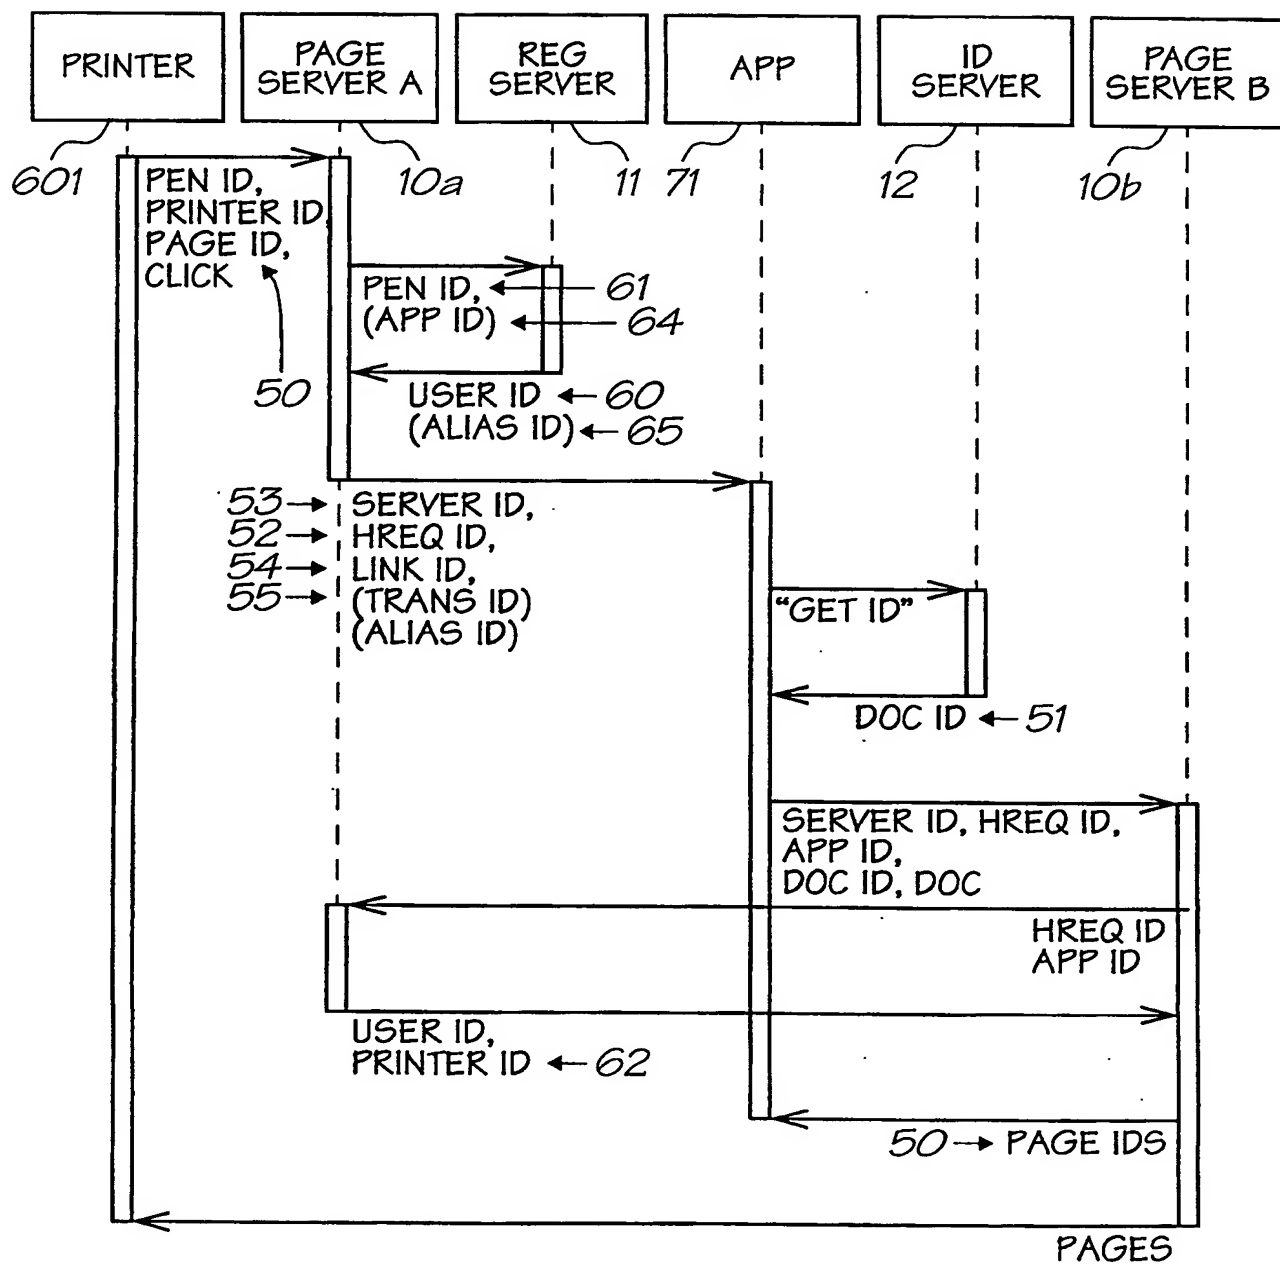 PRINTER
PAGE
SERVER A
REG
SERVER
APP
ID
SERVER
PAGE
SERVER B
601
10a
11
71
12
10b
PEN ID,
PRINTER ID
PAGE ID,
CLICK
50
PEN ID,
61
(APP ID)
64
USER ID
60
(ALIAS ID)
65
53
SERVER ID,
52
HREQ ID,
54
LINK ID,
55
(TRANS ID)
(ALIAS ID)
“GET ID”
DOC ID
51
SERVER ID, HREQ ID,
APP ID,
DOC ID, DOC
HREQ ID
APP ID
USER ID,
PRINTER ID
62
50
PAGE IDS
PAGES